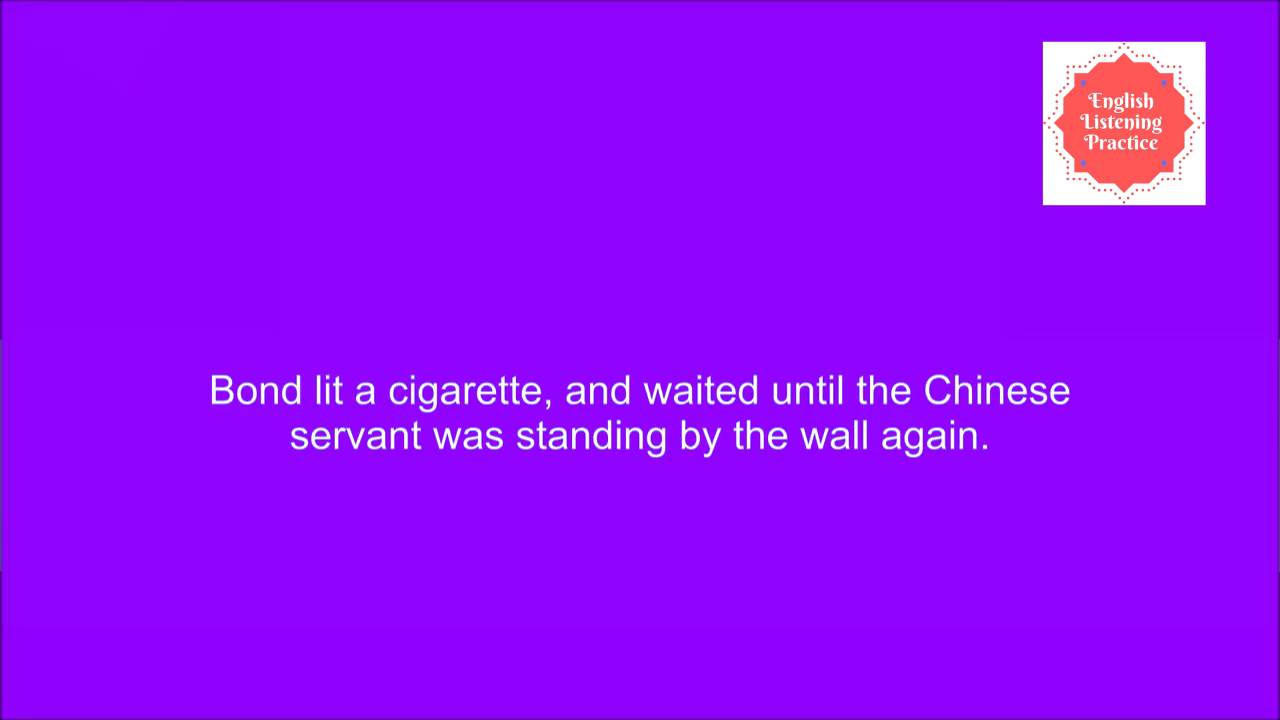 English
Listening
Practice
Bond lit a cigarette, and waited until the Chinese
servant was standing by the wall again.